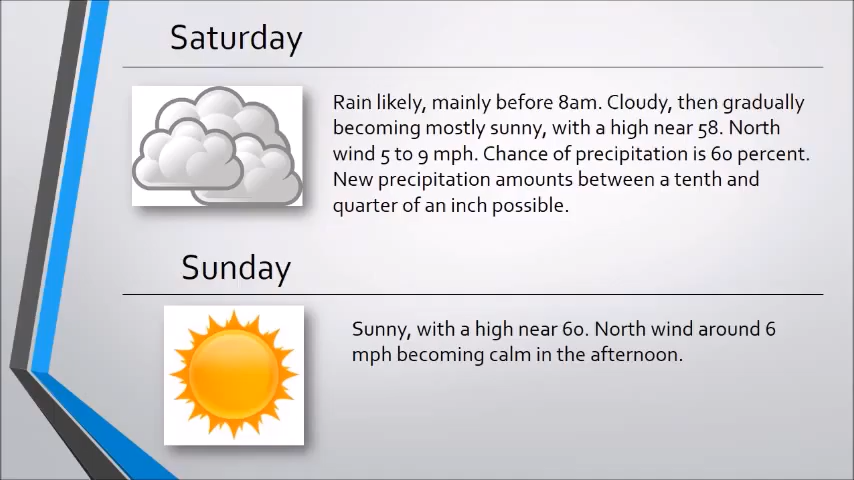 Saturday
Rain likely, mainly before 8am. Cloudy, then gradually
becoming mostly sunny, with a high near 58. North
wind 5 to 9 mph. Chance of precipitation is 60 percent.
New precipitation amounts between a tenth and
quarter of an inch possible.
Sunday
Sunny, with a high near 60. North wind around 6
mph becoming calm in the afternoon.